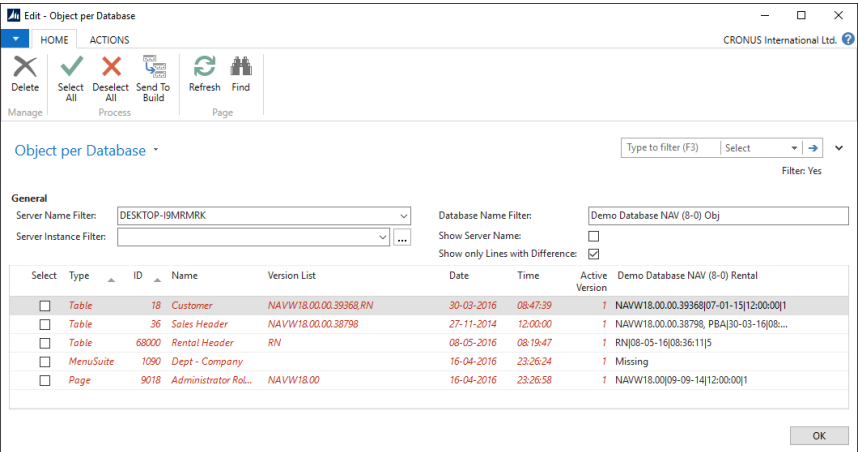 Edit - Object per Database
HOME ACTIONS CRONUS International Ltd.
Delete Select All Deselect All Send To Build Refresh Find
Manage Process Page
Object per Database
Type to filter (F3) Select
Filter: Yes
General
Server Name Filter: DESKTOP-I9MRMRK Database Name Filter: Demo Database NAV (8-0) Obj
Server Instance Filter: ... Show Server Name:
Show only Lines with Difference:
Select Type ID Name Version List Date Time Active Version Demo Database NAV (8-0) Rental
Table 18 Customer NAVW18.00.00.39368,RN 30-03-2016 08:47:39 1 NAVW18.00.00.39368|07-01-15|12:00:00|1
Table 36 Sales Header NAVW18.00.00.38798 27-11-2014 12:00:00 1 NAVW18.00.00.38798, PBA|30-03-16|08:...
Table 68000 Rental Header RN 08-05-2016 08:19:47 1 RN|08-05-16|08:36:11|5
MenuSuite 1090 Dept - Company 16-04-2016 23:26:24 1 Missing
Page 9018 Administrator Rol... NAVW18.00 16-04-2016 23:26:58 1 NAVW18.00|09-09-14|12:00:00|1
OK